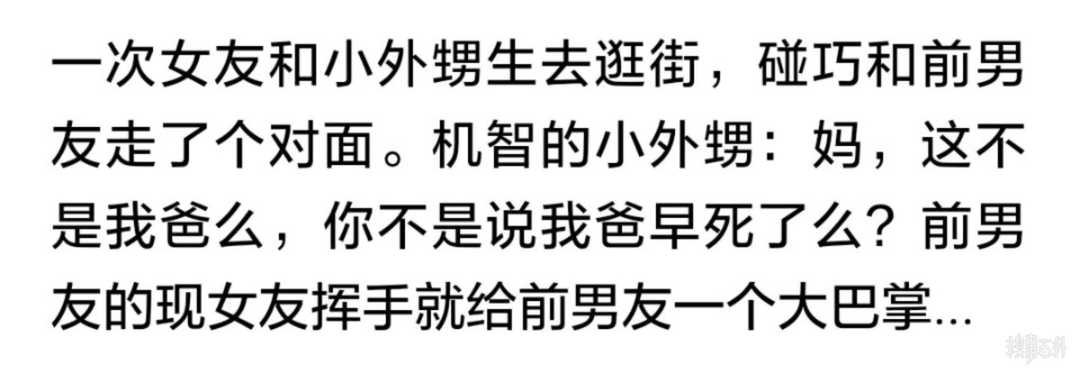 一次女友和小外甥生去逛街，碰巧和前男
友走了个对面。机智的小外甥：妈，这不
是我爸么，你不是说我爸早死了么？前男
友的现女友挥手就给前男友一个大巴掌...